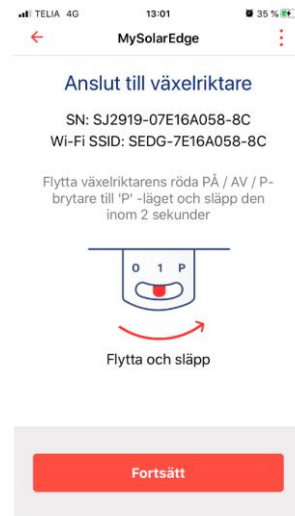 TELIA 4G 13:01 35 %
MySolarEdge
Anslut till växelriktare
SN: SJ2919-07E16A058-8C
Wi-Fi SSID: SEDG-7E16A058-8C
Flytta växelriktarens röda PÅ / AV / P-
brytare till 'P' -läget och släpp den
inom 2 sekunder
0 1 P
Flytta och släpp
Fortsätt